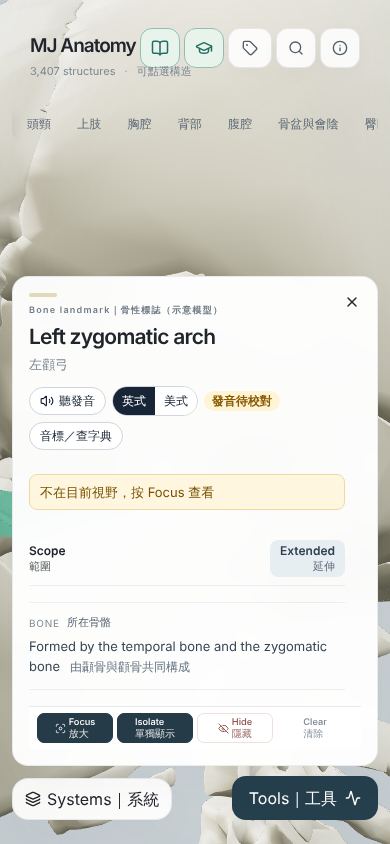 MJ Anatomy
3,407 structures · 可點選構造
頭頸 上肢 胸腔 背部 腹腔 骨盆與會陰 臀
Bone landmark｜骨性標誌（示意模型）
Left zygomatic arch
左顴弓
聽發音 英式 美式 發音待校對
音標／查字典
不在目前視野，按 Focus 查看
Scope
範圍
Extended
延伸
BONE 所在骨骼
Formed by the temporal bone and the zygomatic
bone 由顳骨與顴骨共同構成
Focus
放大
Isolate
單獨顯示
Hide
隱藏
Clear
清除
Systems｜系統
Tools｜工具